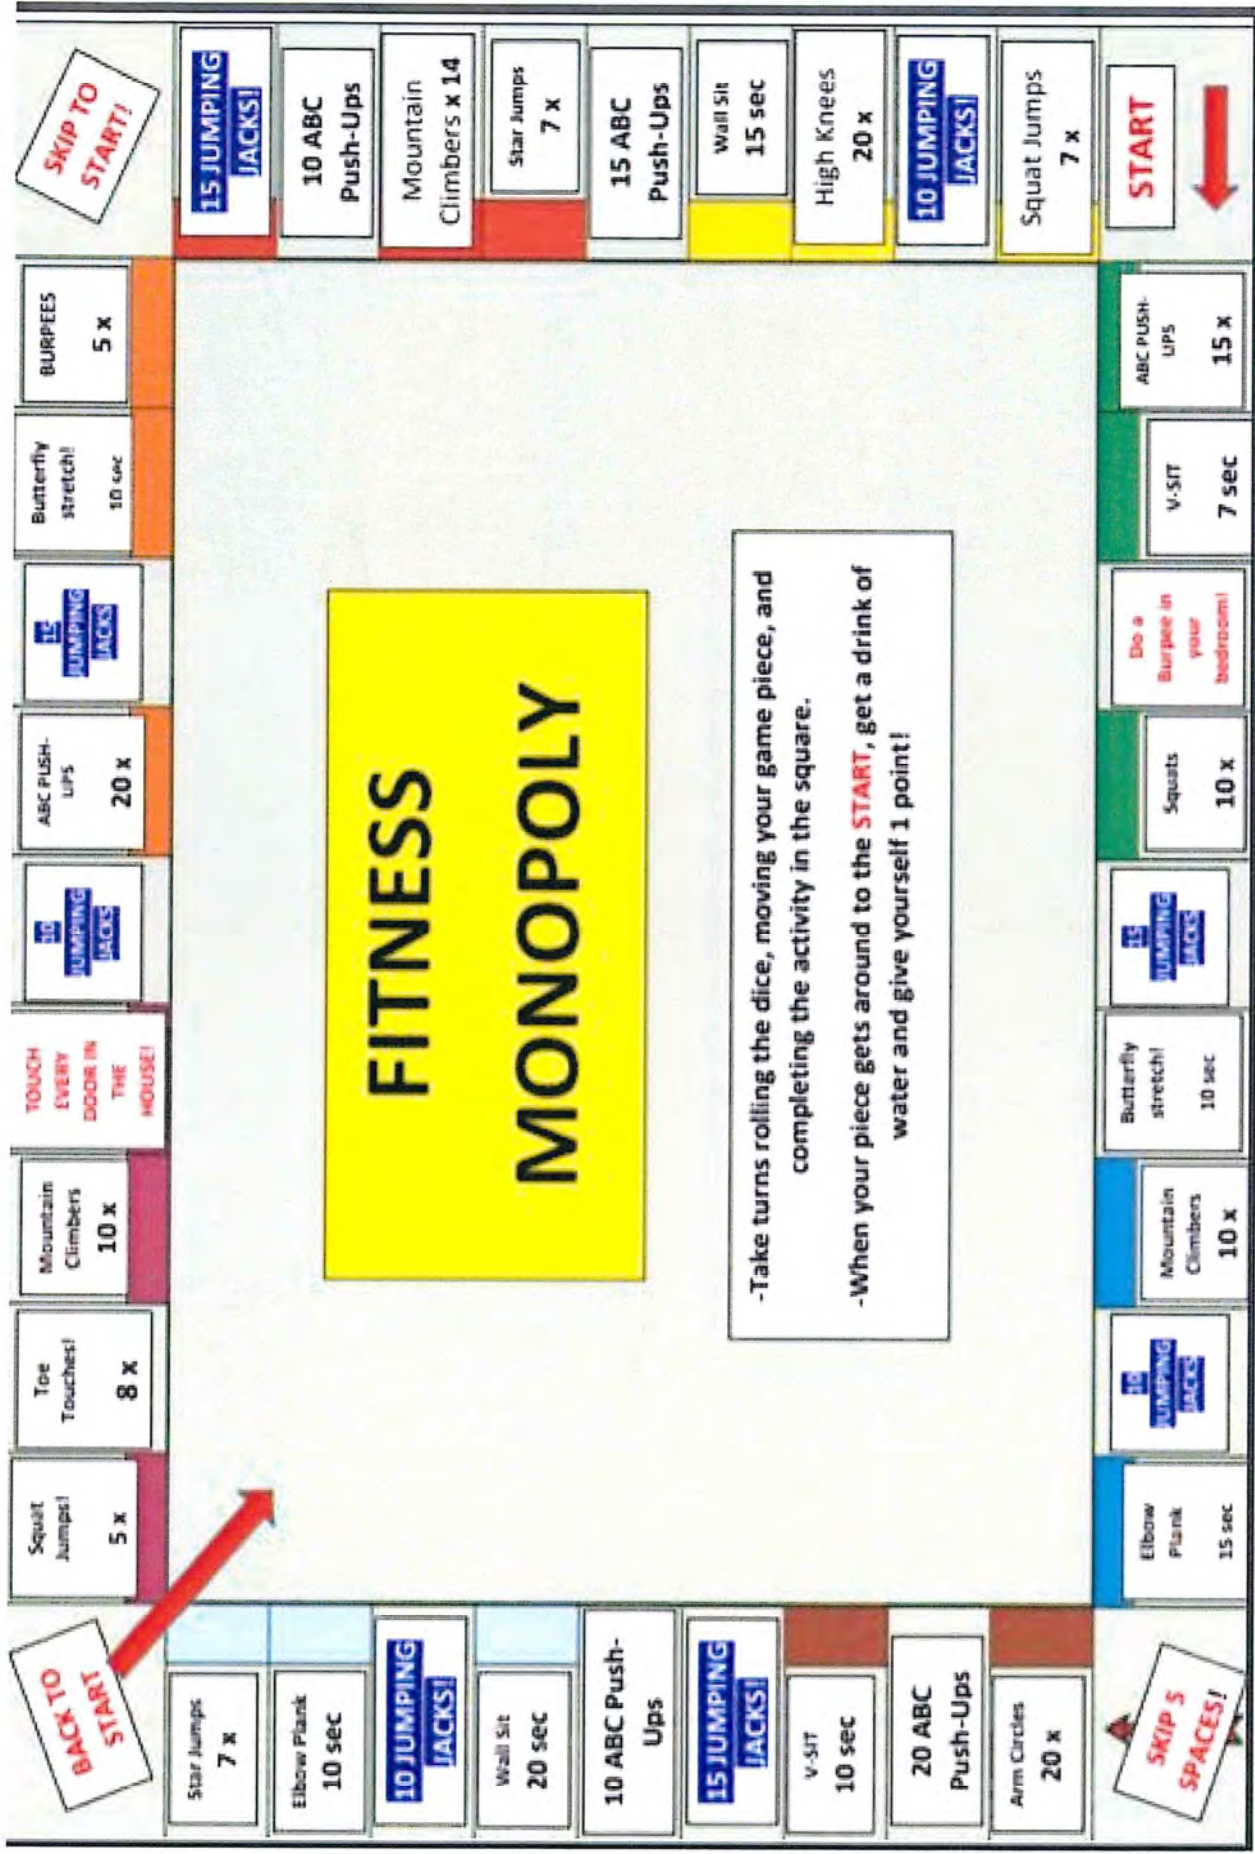 BACK TO
START
Squat
Jumps!
5 x
Toe
Touches!
8 x
Mountain
Climbers
10 x
TOUCH
EVERY
DOOR IN
THE
HOUSE!
10
JUMPING
JACKS
ABC PUSH-
UPS
20 x
15
JUMPING
JACKS
Butterfly
stretch!
10 sec
BURPEES
5 x
SKIP TO
START!
15 JUMPING
JACKS!
10 ABC
Push-Ups
Mountain
Climbers x 14
Star Jumps
7 x
15 ABC
Push-Ups
Wall Sit
15 sec
High Knees
20 x
10 JUMPING
JACKS!
Squat Jumps
7 x
START
ABC PUSH-
UPS
15 x
V-SIT
7 sec
Do a
Burpee in
your
bedroom!
Squats
10 x
15
JUMPING
JACKS
Butterfly
stretch!
10 sec
Mountain
Climbers
10 x
10
JUMPING
JACKS
Elbow
Plank
15 sec
SKIP 5
SPACES!
Arm Circles
20 x
20 ABC
Push-Ups
V-SIT
10 sec
15 JUMPING
JACKS!
10 ABC Push-
Ups
Wall Sit
20 sec
10 JUMPING
JACKS!
Elbow Plank
10 sec
Star Jumps
7 x
FITNESS
MONOPOLY
-Take turns rolling the dice, moving your game piece, and
completing the activity in the square.
-When your piece gets around to the START, get a drink of
water and give yourself 1 point!